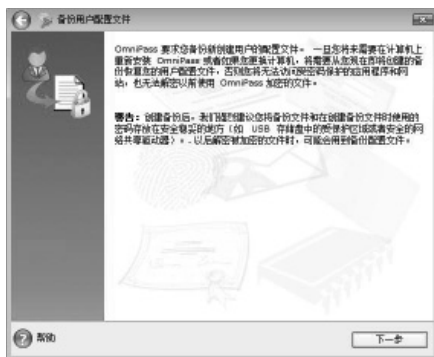 备份用户配置文件
OmniPass 要求您备份新创建用户的配置文件。 一旦您将来需要在计算机上
重新安装 OmniPass 或者如果您更换计算机，将需要从您现在即将创建的备
份恢复您的用户配置文件，否则您将无法访问受密码保护的应用程序和网
站，也无法解密以前使用 OmniPass 加密的文件。
警告：创建备份后，我们强烈建议您将备份文件和在创建备份文件时使用的
密码存放在安全稳妥的地方（如 USB 存储盘中的受保护区域或者安全的网
络共享驱动器）。.以后解密被加密的文件时，可能会用到备份配置文件。
帮助
下一步